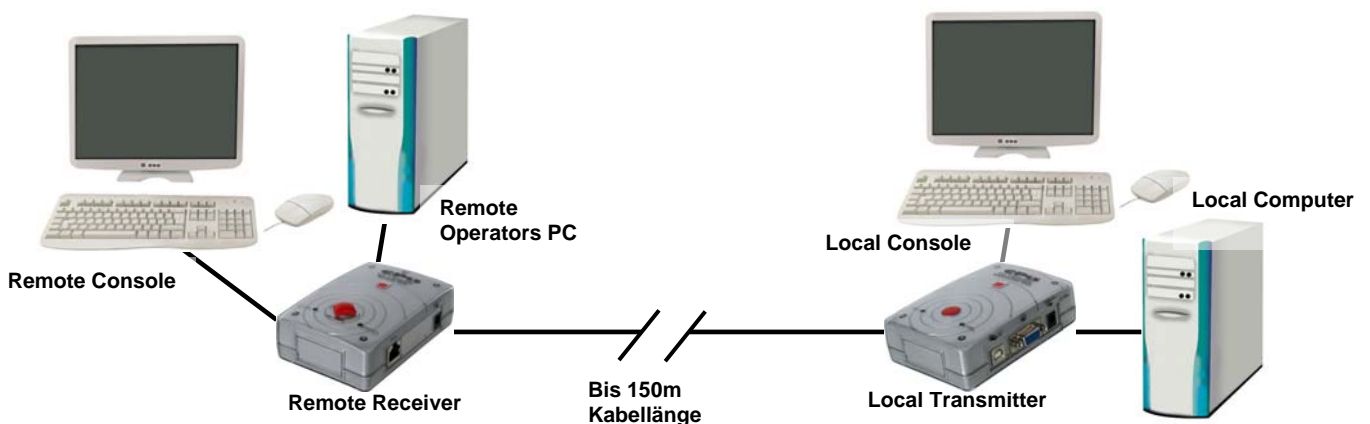 Remote
Operators PC
Local Computer
Local Console
Remote Console
Remote Receiver
Bis 150m
Kabellänge
Local Transmitter